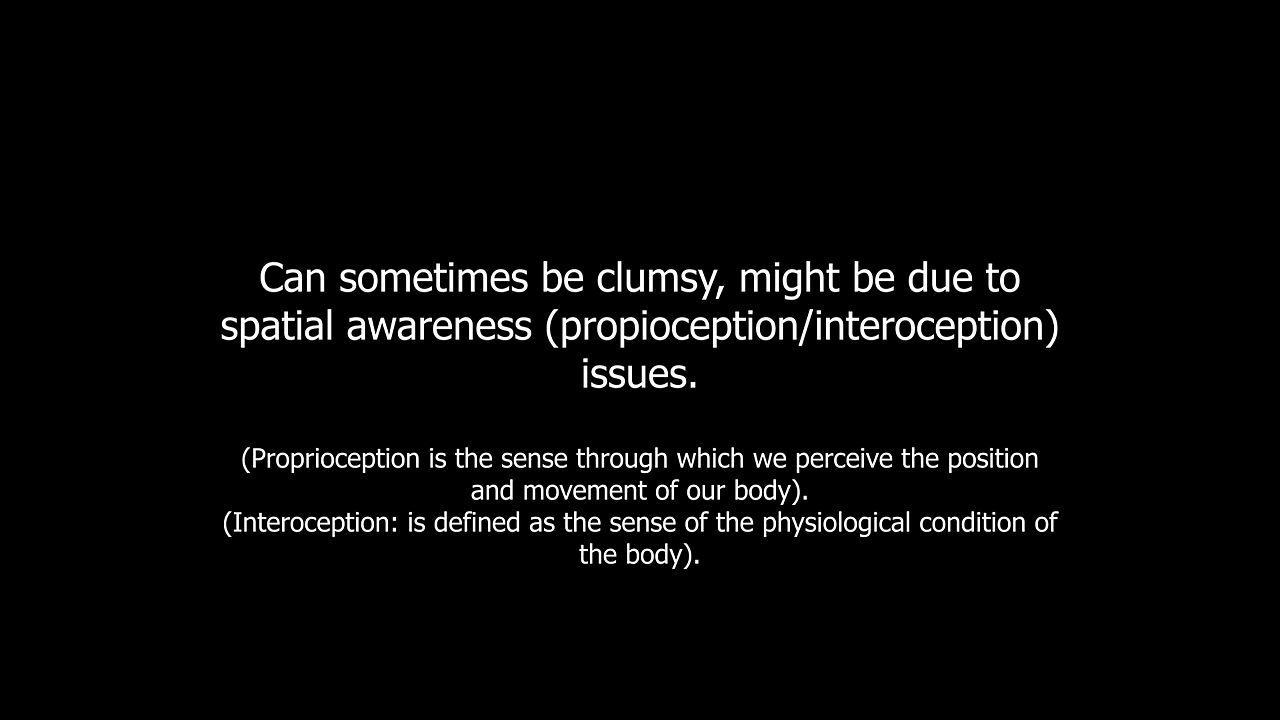 Can sometimes be clumsy, might be due to
spatial awareness (propioception/interoception)
issues.
(Proprioception is the sense through which we perceive the position
and movement of our body).
(Interoception: is defined as the sense of the physiological condition of
the body).